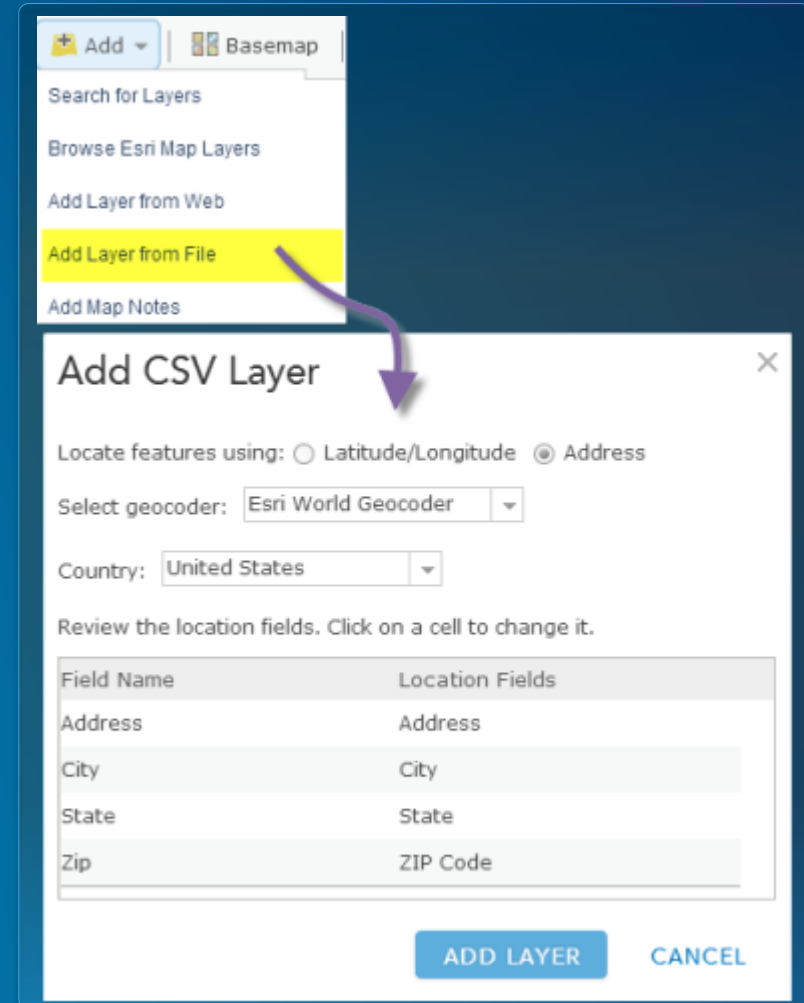 Add Basemap
Search for Layers
Browse Esri Map Layers
Add Layer from Web
Add Layer from File
Add Map Notes
Add CSV Layer
Locate features using: Latitude/Longitude Address
Select geocoder: Esri World Geocoder
Country: United States
Review the location fields. Click on a cell to change it.
Field Name Location Fields
Address Address
City City
State State
Zip ZIP Code
ADD LAYER CANCEL